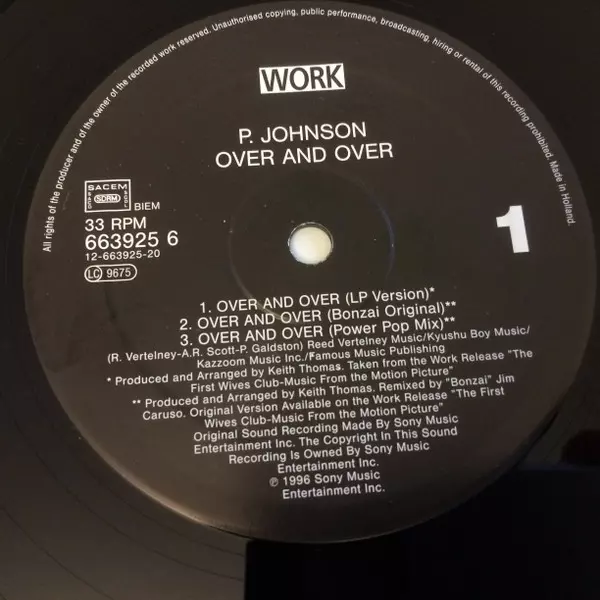 All rights of the producer and of the owner of the recorded work reserved. Unauthorised copying, public performance, broadcasting, hiring or rental of this recording prohibited. Made in Holland.
WORK
P. JOHNSON
OVER AND OVER
SACEM
SDRM
BIEM
33 RPM
663925 6
12-663925-20
LC 9675
1
1. OVER AND OVER (LP Version)*
2. OVER AND OVER (Bonzai Original)**
3. OVER AND OVER (Power Pop Mix)**
(R. Vertelney-A.R. Scott-P. Galdston) Reed Vertelney Music/Kyushu Boy Music/
Kazzoom Music Inc./Famous Music Publishing
* Produced and Arranged by Keith Thomas. Taken from the Work Release "The
First Wives Club-Music From the Motion Picture"
** Produced and Arranged by Keith Thomas. Remixed by "Bonzai" Jim
Caruso. Original Version Available on the Work Release "The First
Wives Club-Music From the Motion Picture"
Original Sound Recording Made By Sony Music
Entertainment Inc. The Copyright In This Sound
Recording Is Owned By Sony Music
Entertainment Inc.
℗ 1996 Sony Music
Entertainment Inc.